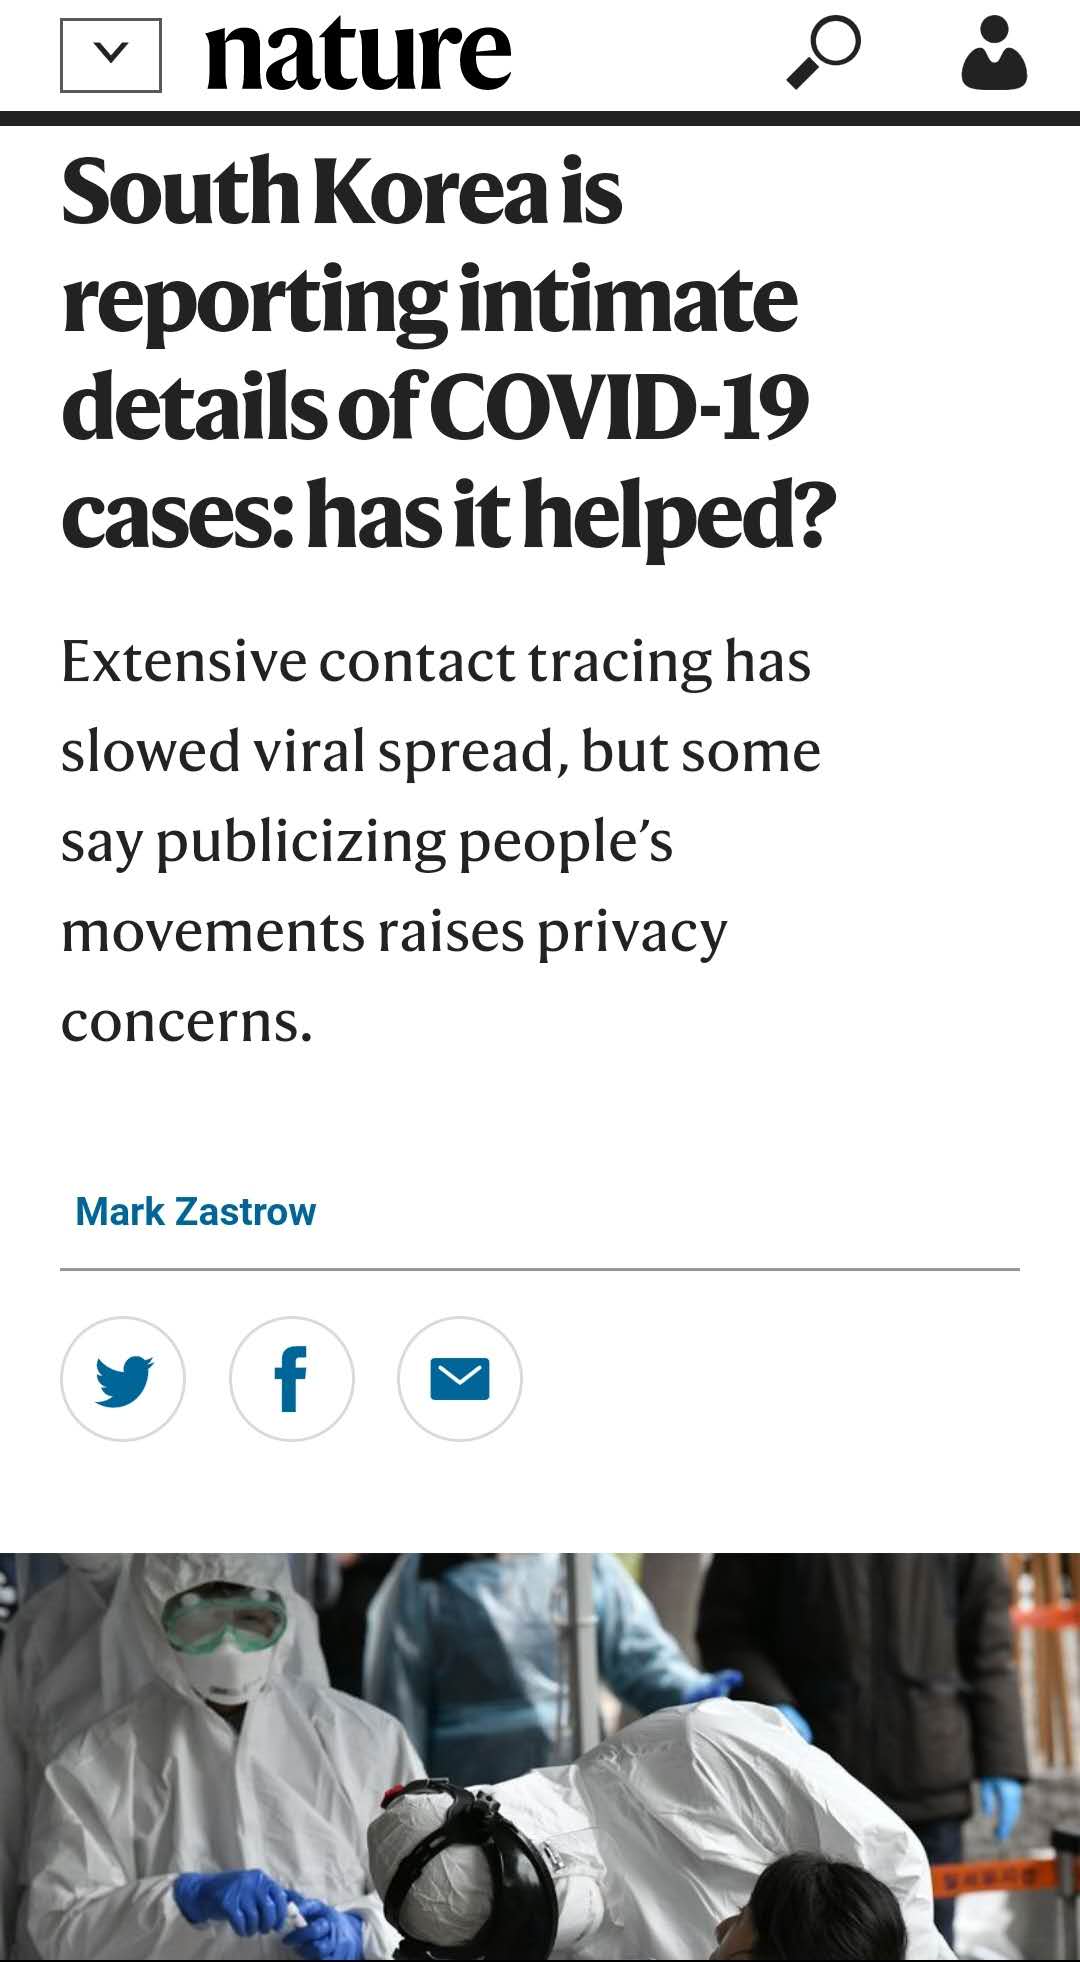 nature
South Korea is
reporting intimate
details of COVID-19
cases: has it helped?
Extensive contact tracing has
slowed viral spread, but some
say publicizing people’s
movements raises privacy
concerns.
Mark Zastrow